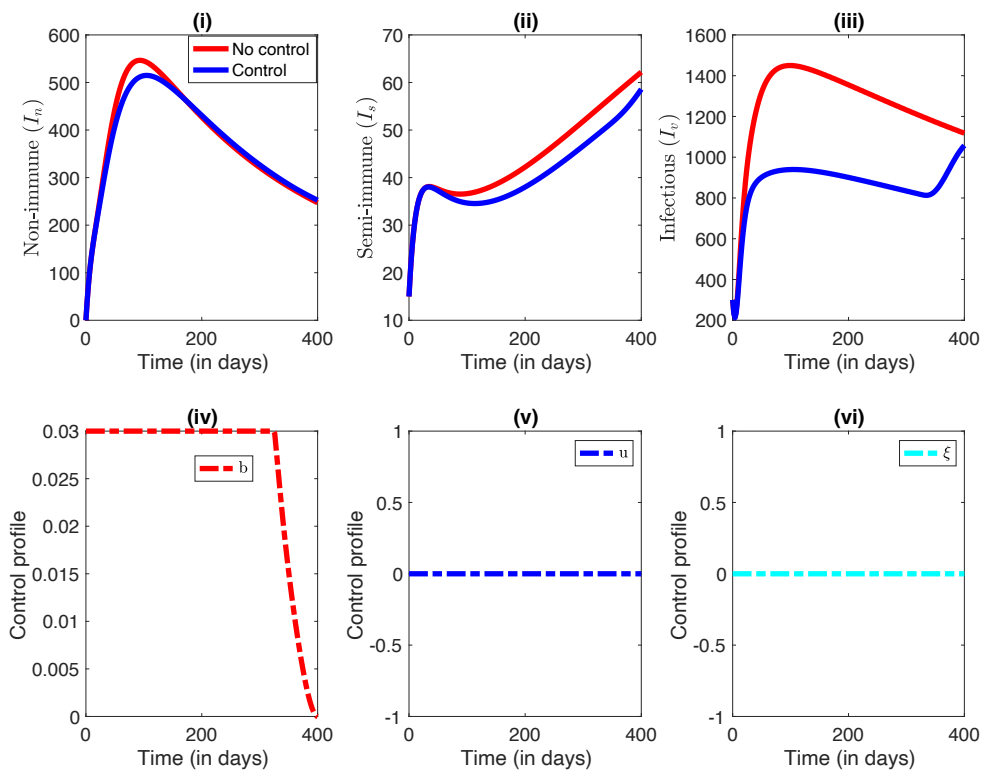 (i)
600
500
400
300
200
100
0
0 200 400
Non-immune (Iₙ)
Time (in days)
No control
Control
(ii)
70
60
50
40
30
20
10
0 200 400
Semi-immune (Iₛ)
Time (in days)
(iii)
1600
1400
1200
1000
800
600
400
200
0 200 400
Infectious (Iᵥ)
Time (in days)
(iv)
0.03
0.025
0.02
0.015
0.01
0.005
0
0 200 400
Control profile
Time (in days)
b
(v)
1
0.5
0
-0.5
-1
0 200 400
Control profile
Time (in days)
u
(vi)
1
0.5
0
-0.5
-1
0 200 400
Control profile
Time (in days)
ξ